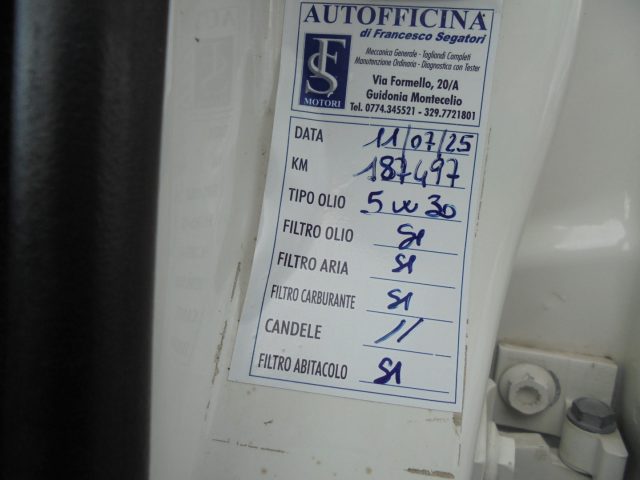 AUTOFFICINA
di Francesco Segatori
FS
MOTORI
Meccanica Generale - Tagliandi Completi
Manutenzione Ordinaria - Diagnostica con Tester
Via Formello, 20/A
Guidonia Montecelio
Tel. 0774.345521 - 329.7721801
DATA 11/07/25
KM 187497
TIPO OLIO 5w30
FILTRO OLIO SI
FILTRO ARIA SI
FILTRO CARBURANTE SI
CANDELE //
FILTRO ABITACOLO SI